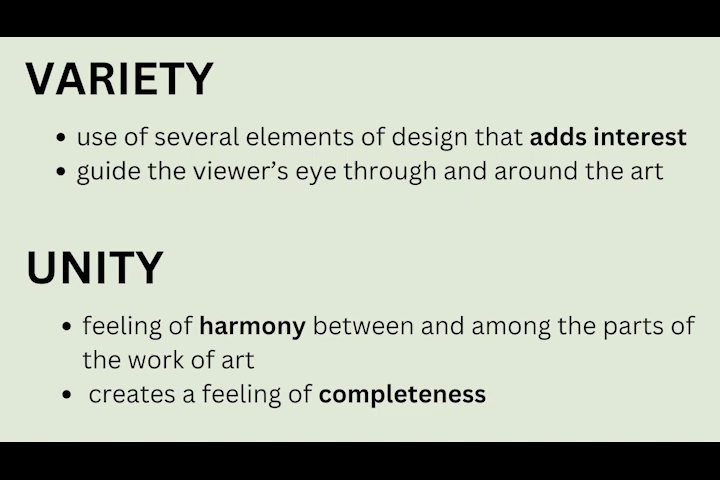 VARIETY
• use of several elements of design that adds interest
• guide the viewer’s eye through and around the art
UNITY
• feeling of harmony between and among the parts of
the work of art
• creates a feeling of completeness